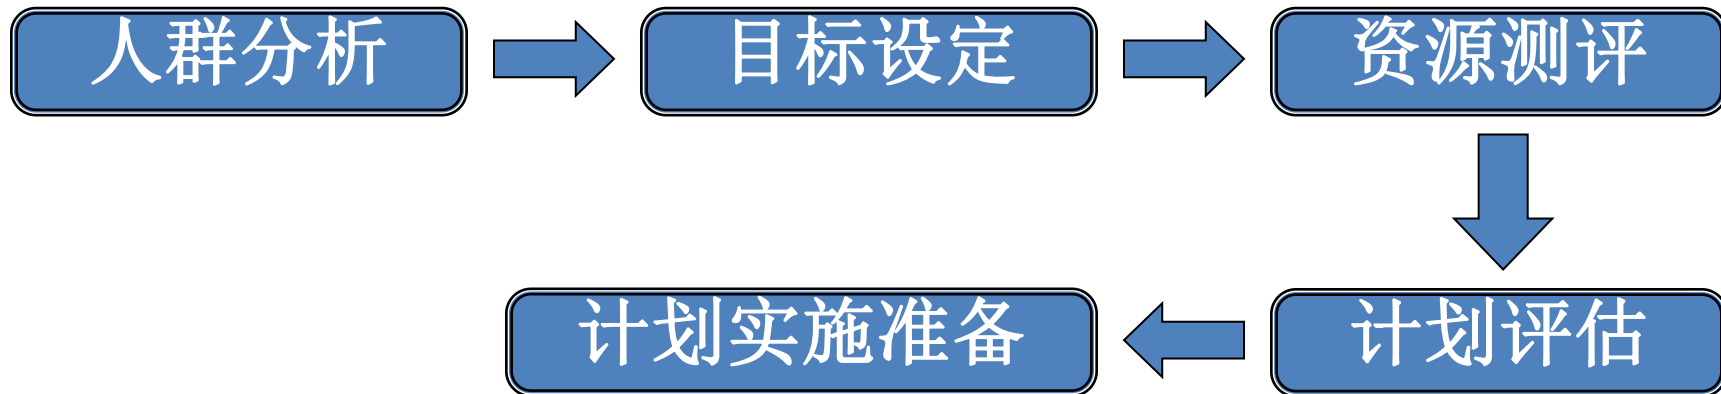 人群分析
目标设定
资源测评
计划评估
计划实施准备